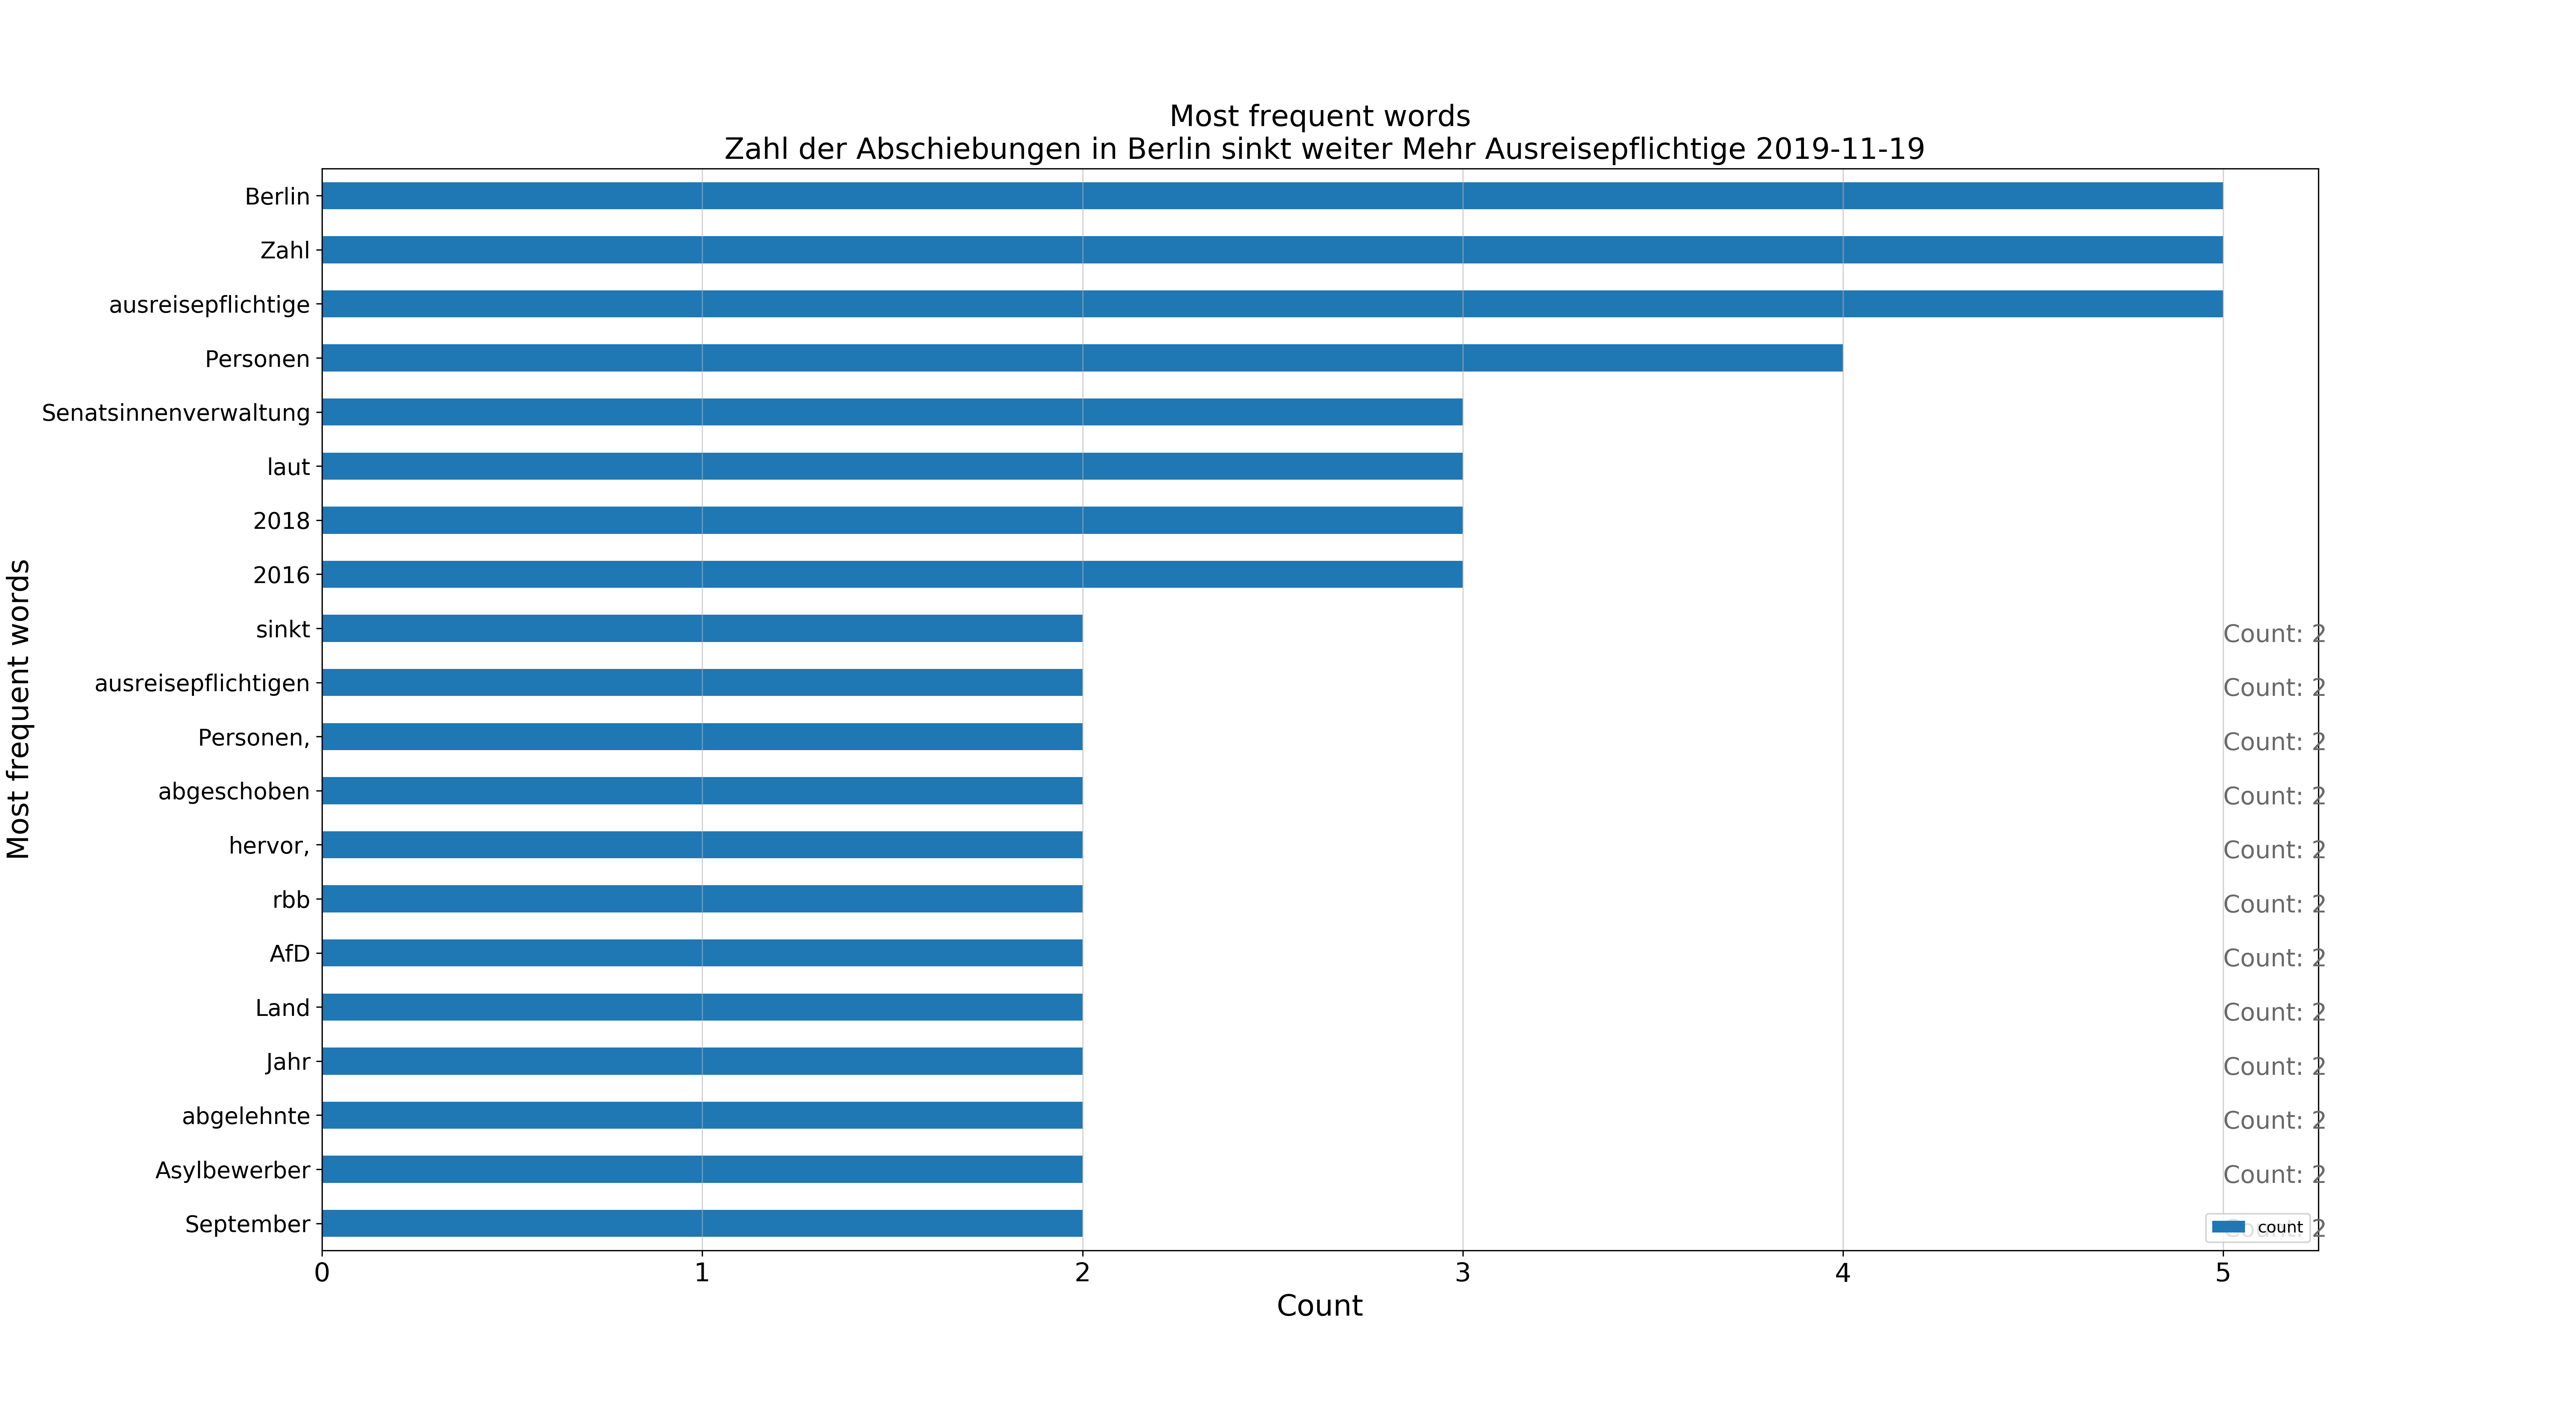 Most frequent words
Zahl der Abschiebungen in Berlin sinkt weiter Mehr Ausreisepflichtige 2019-11-19
Most frequent words
Berlin
Zahl
ausreisepflichtige
Personen
Senatsinnenverwaltung
laut
2018
2016
sinkt Count: 2
ausreisepflichtigen Count: 2
Personen, Count: 2
abgeschoben Count: 2
hervor, Count: 2
rbb Count: 2
AfD Count: 2
Land Count: 2
Jahr Count: 2
abgelehnte Count: 2
Asylbewerber Count: 2
September Count: 2
count
0 1 2 3 4 5
Count